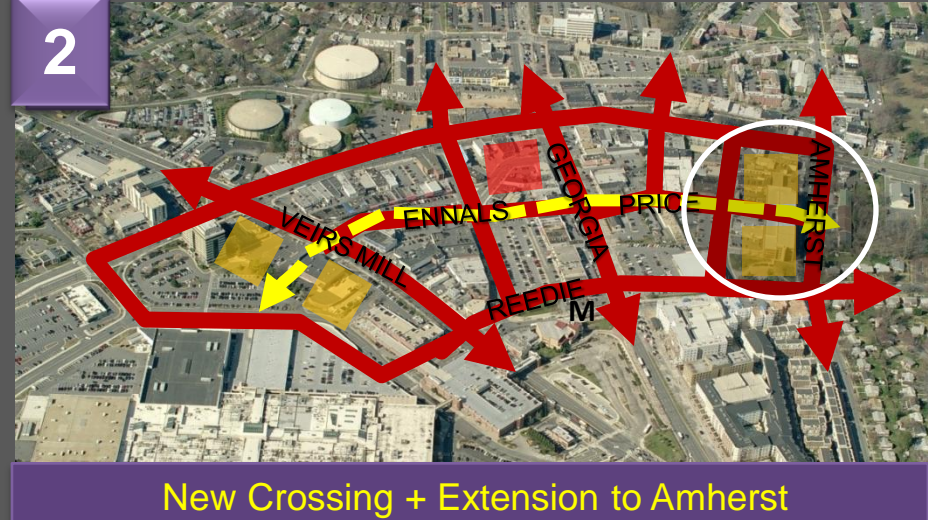 2
AMHERST
GEORGIA
PRICE
ENNALS
VEIRS MILL
REEDIE
M
New Crossing + Extension to Amherst